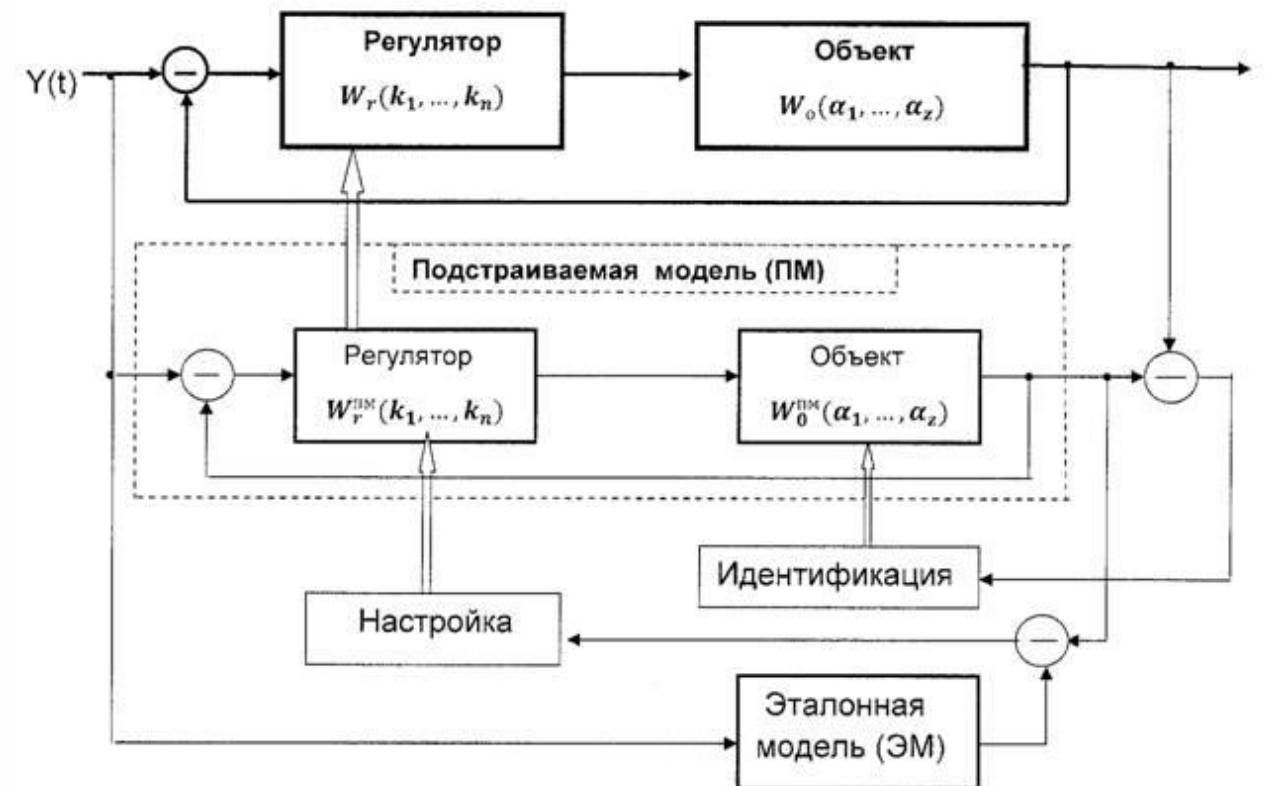 Регулятор
Объект
Y(t)
−
W_r(k_1, ..., k_n)
W_о(α_1, ..., α_z)
Подстраиваемая модель (ПМ)
Регулятор
Объект
−
−
W_r^{ПМ}(k_1, ..., k_n)
W_0^{ПМ}(α_1, ..., α_z)
Идентификация
Настройка
−
Эталонная
модель (ЭМ)